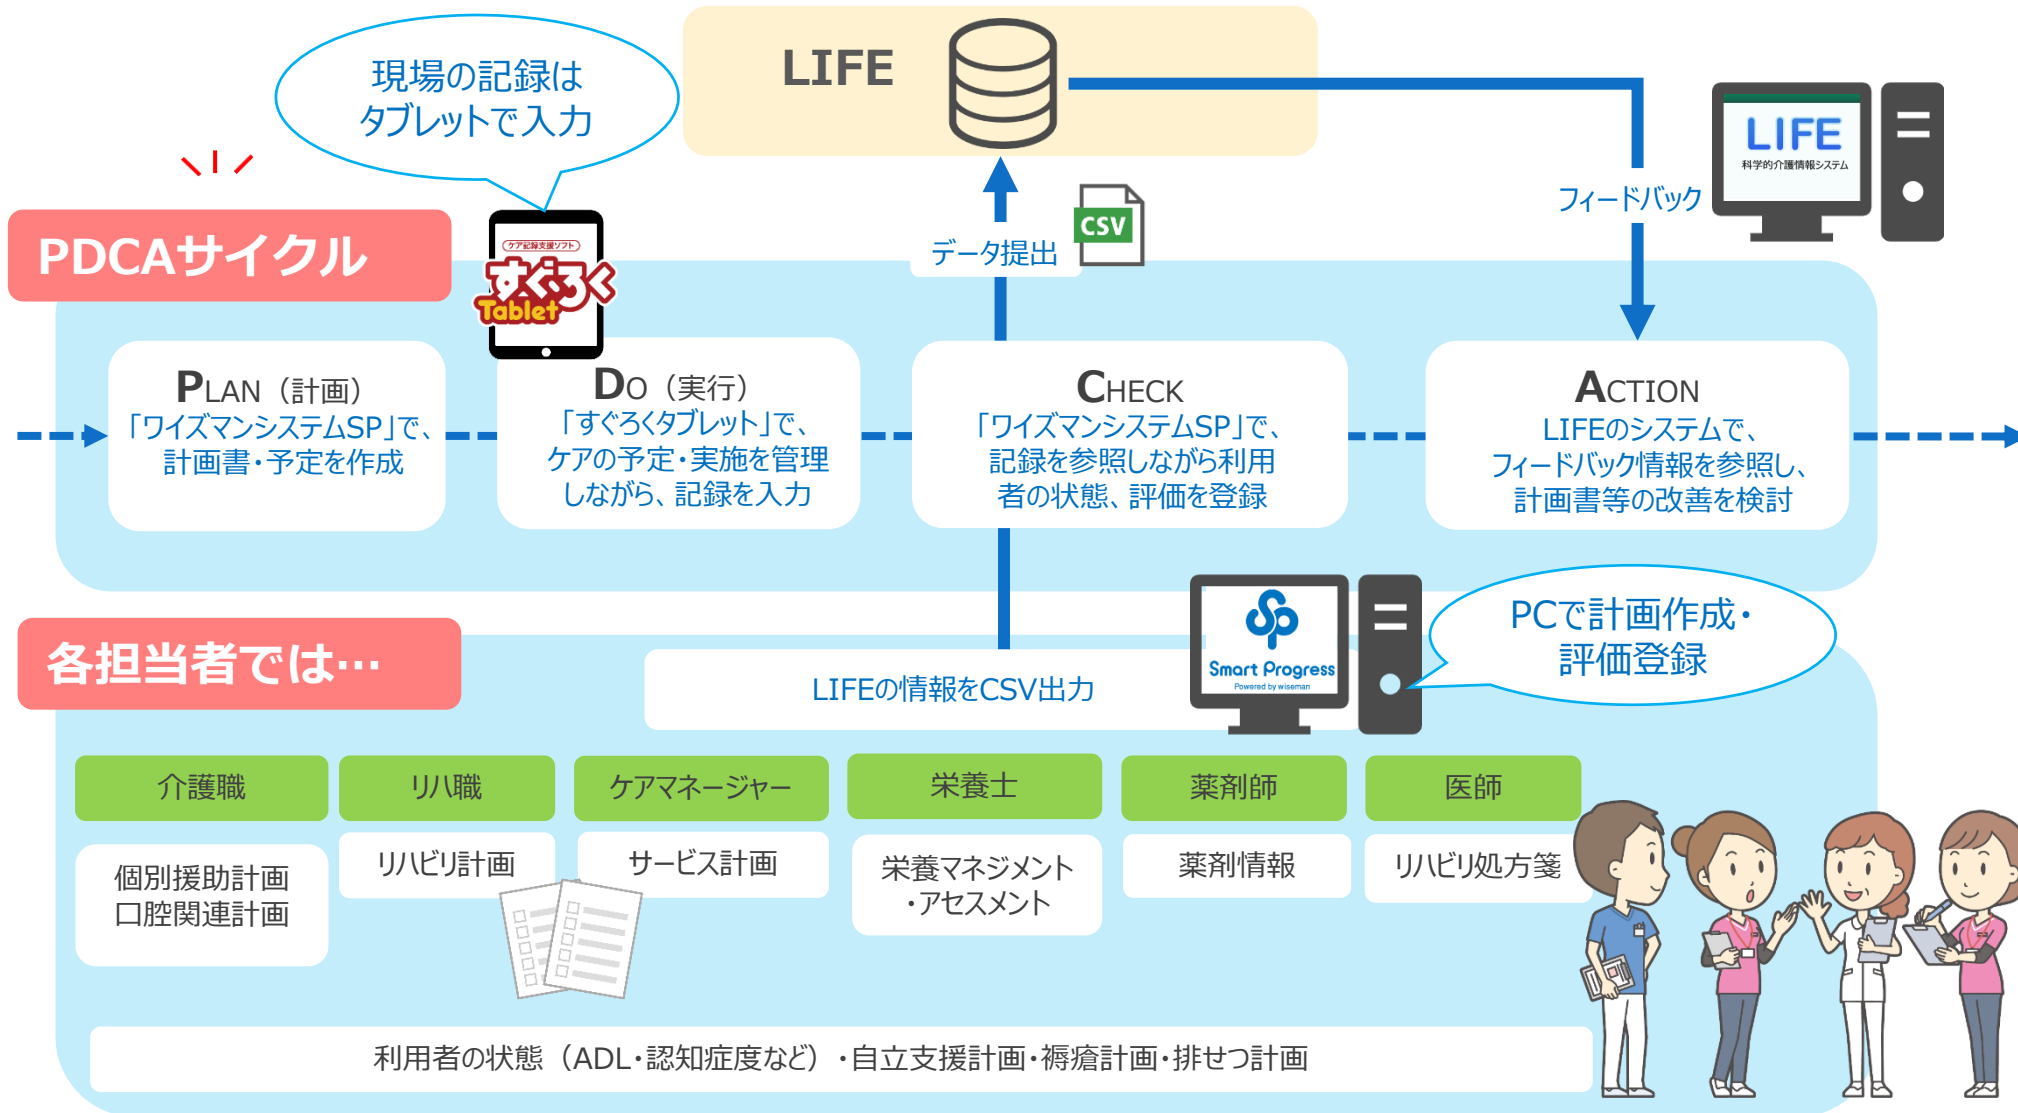 LIFE
現場の記録は
タブレットで入力
LIFE
科学的介護情報システム
フィードバック
CSV
データ提出
PDCAサイクル
ケア記録支援ソフト
すぐろく
Tablet
PLAN（計画）
「ワイズマンシステムSP」で、
計画書・予定を作成
DO（実行）
「すぐろくタブレット」で、
ケアの予定・実施を管理
しながら、記録を入力
CHECK
「ワイズマンシステムSP」で、
記録を参照しながら利用
者の状態、評価を登録
ACTION
LIFEのシステムで、
フィードバック情報を参照し、
計画書等の改善を検討
各担当者では…
LIFEの情報をCSV出力
Smart Progress
Powered by wiseman
PCで計画作成・
評価登録
介護職
リハ職
ケアマネージャー
栄養士
薬剤師
医師
個別援助計画
口腔関連計画
リハビリ計画
サービス計画
栄養マネジメント
・アセスメント
薬剤情報
リハビリ処方箋
利用者の状態（ADL・認知症度など）・自立支援計画・褥瘡計画・排せつ計画